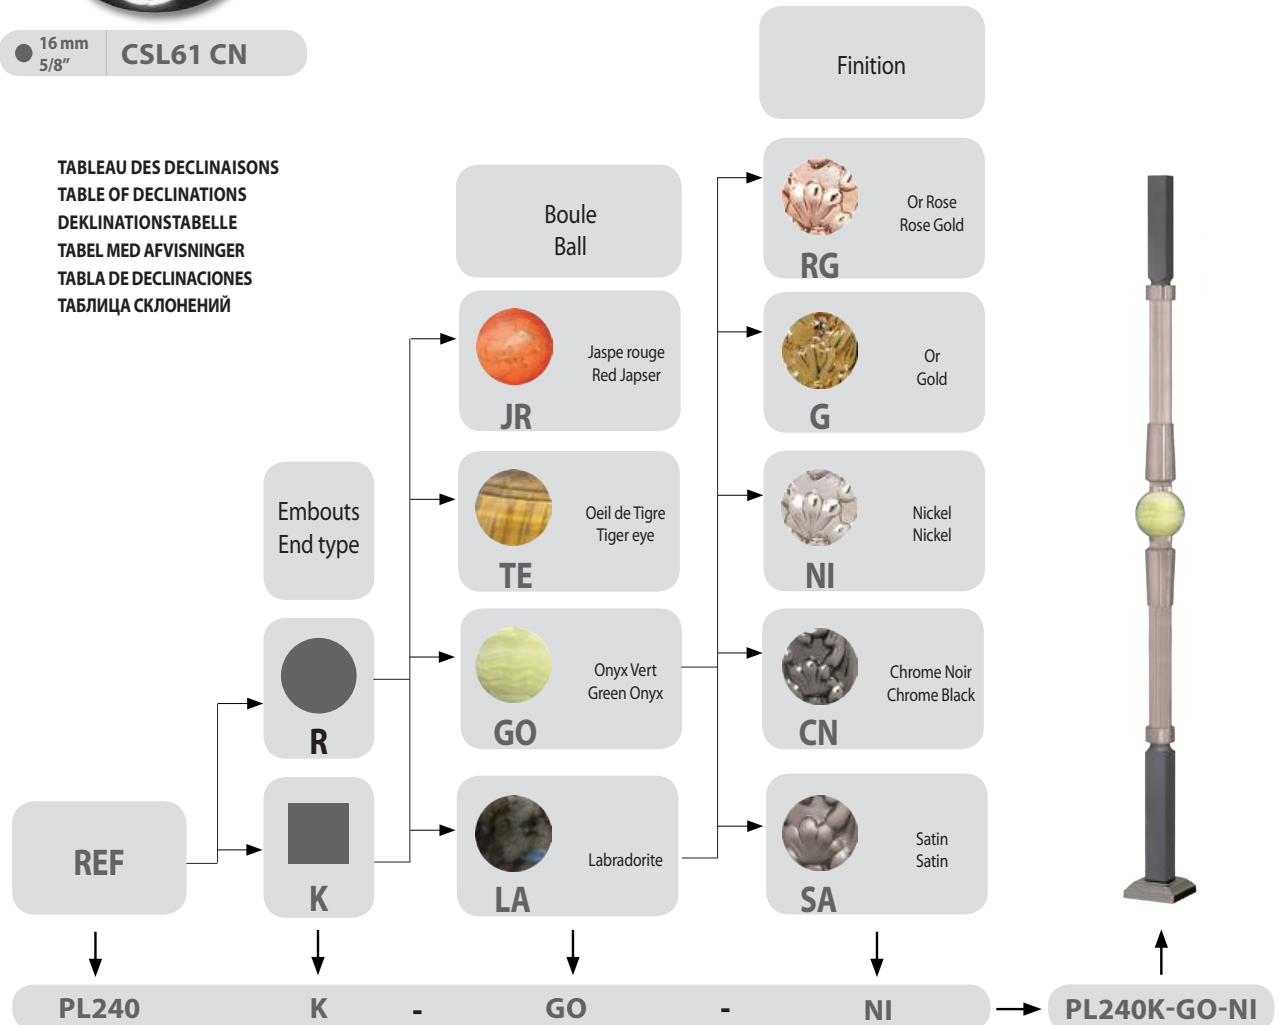 16 mm
5/8"
CSL61 CN
TABLEAU DES DECLINAISONS
TABLE OF DECLINATIONS
DEKLINATIONSTABELLE
TABEL MED AFVISNINGER
TABLA DE DECLINACIONES
ТАБЛИЦА СКЛОНЕНИЙ
REF
Embouts
End type
R
K
Boule
Ball
Jaspe rouge
Red Japser
JR
Oeil de Tigre
Tiger eye
TE
Onyx Vert
Green Onyx
GO
Labradorite
LA
Finition
Or Rose
Rose Gold
RG
Or
Gold
G
Nickel
Nickel
NI
Chrome Noir
Chrome Black
CN
Satin
Satin
SA
PL240 K - GO - NI
PL240K-GO-NI